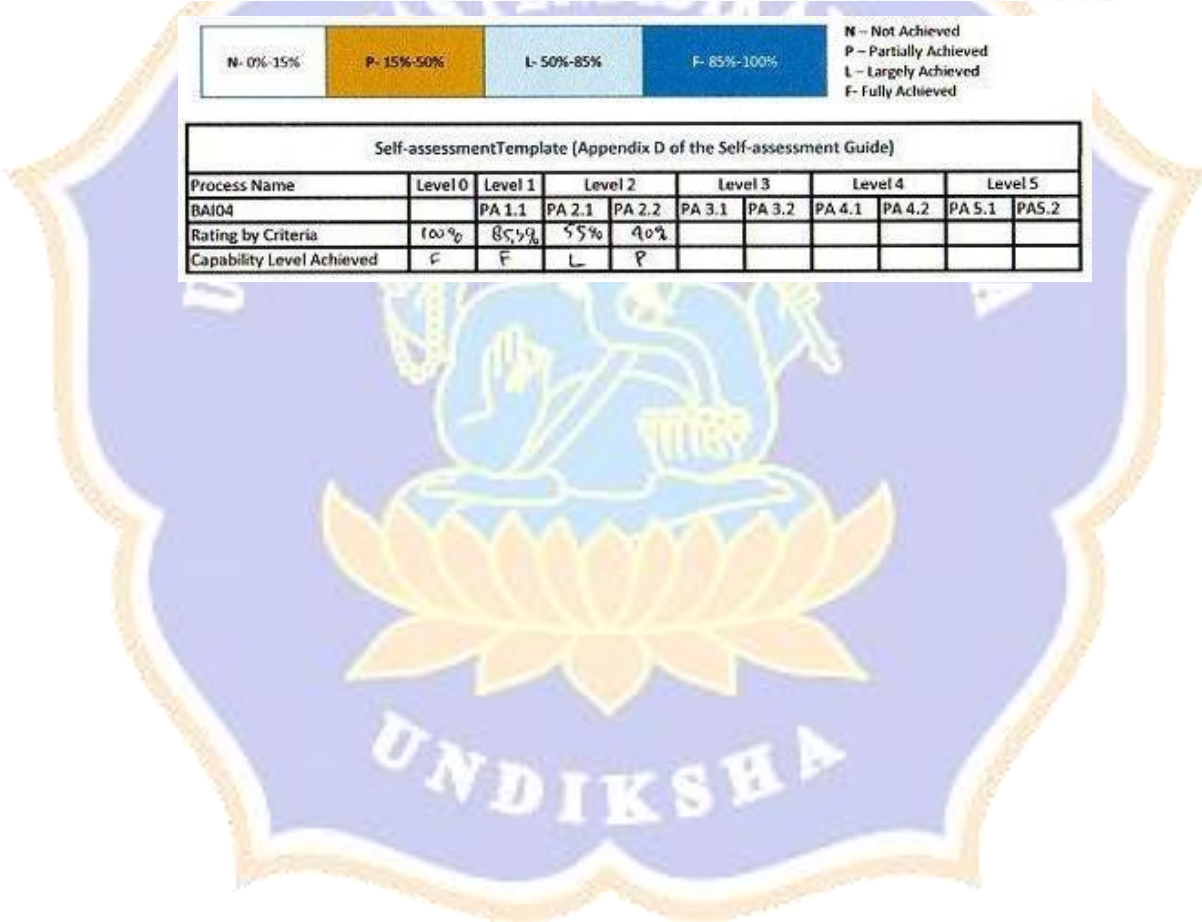 N- 0%-15% P- 15%-50% L- 50%-85% F- 85%-100%
N – Not Achieved
P – Partially Achieved
L – Largely Achieved
F- Fully Achieved
Self-assessmentTemplate (Appendix D of the Self-assessment Guide)
Process Name Level 0 Level 1 Level 2 Level 3 Level 4 Level 5
BAI04 PA 1.1 PA 2.1 PA 2.2 PA 3.1 PA 3.2 PA 4.1 PA 4.2 PA 5.1 PA5.2
Rating by Criteria 100% 55%
Capability Level Achieved F F L P
UNDIKSHA